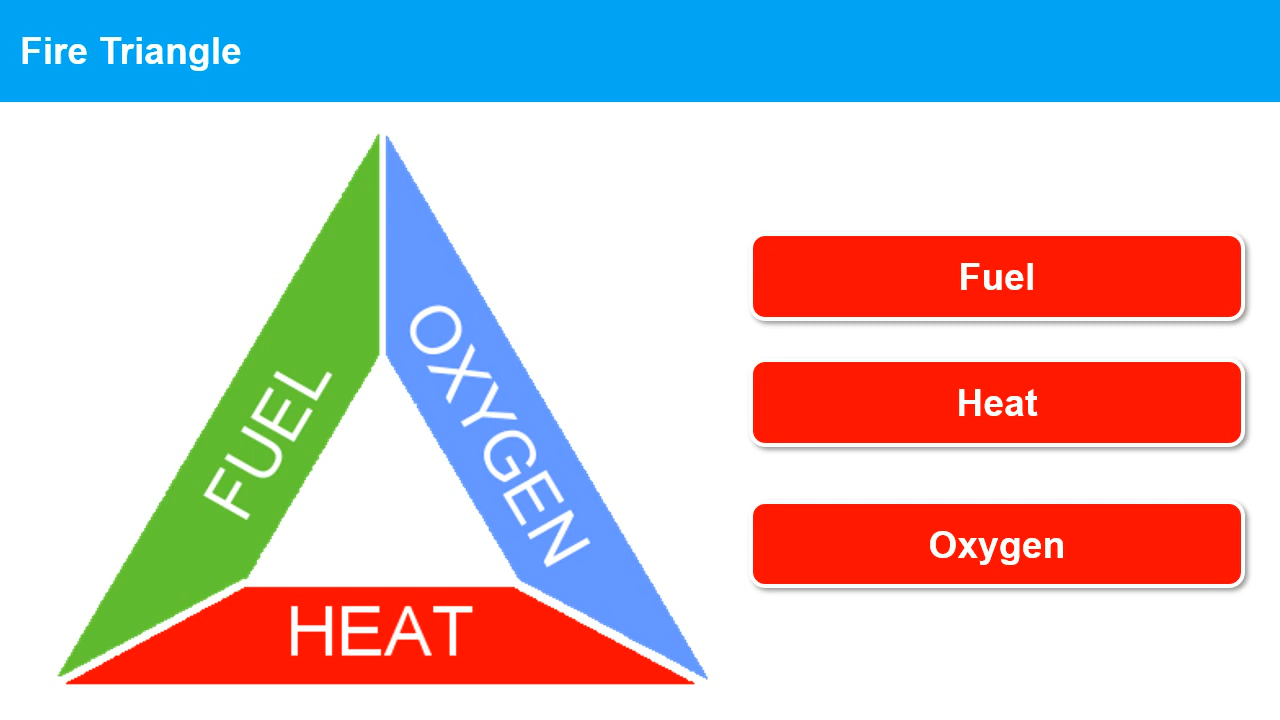 Fire Triangle
FUEL
OXYGEN
HEAT
Fuel
Heat
Oxygen